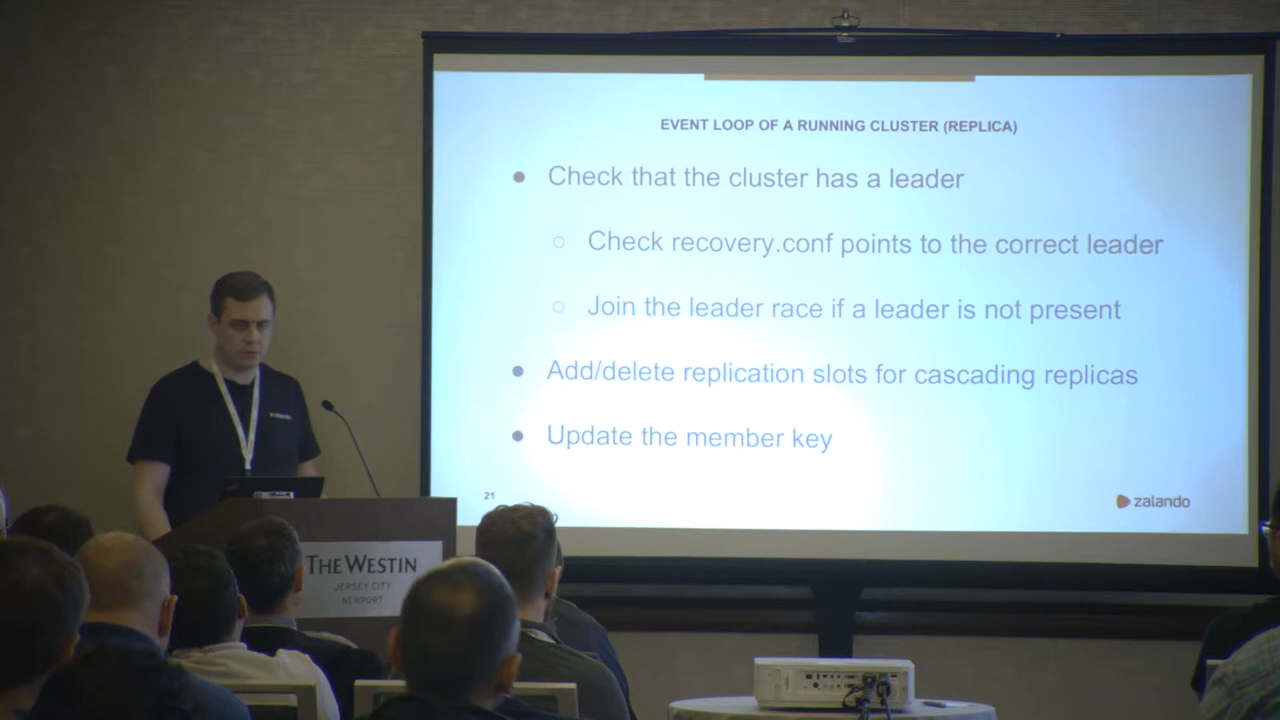 EVENT LOOP OF A RUNNING CLUSTER (REPLICA)
● Check that the cluster has a leader
○ Check recovery.conf points to the correct leader
○ Join the leader race if a leader is not present
● Add/delete replication slots for cascading replicas
● Update the member key
21
zalando
zalando
THE WESTIN
JERSEY CITY
NEWPORT